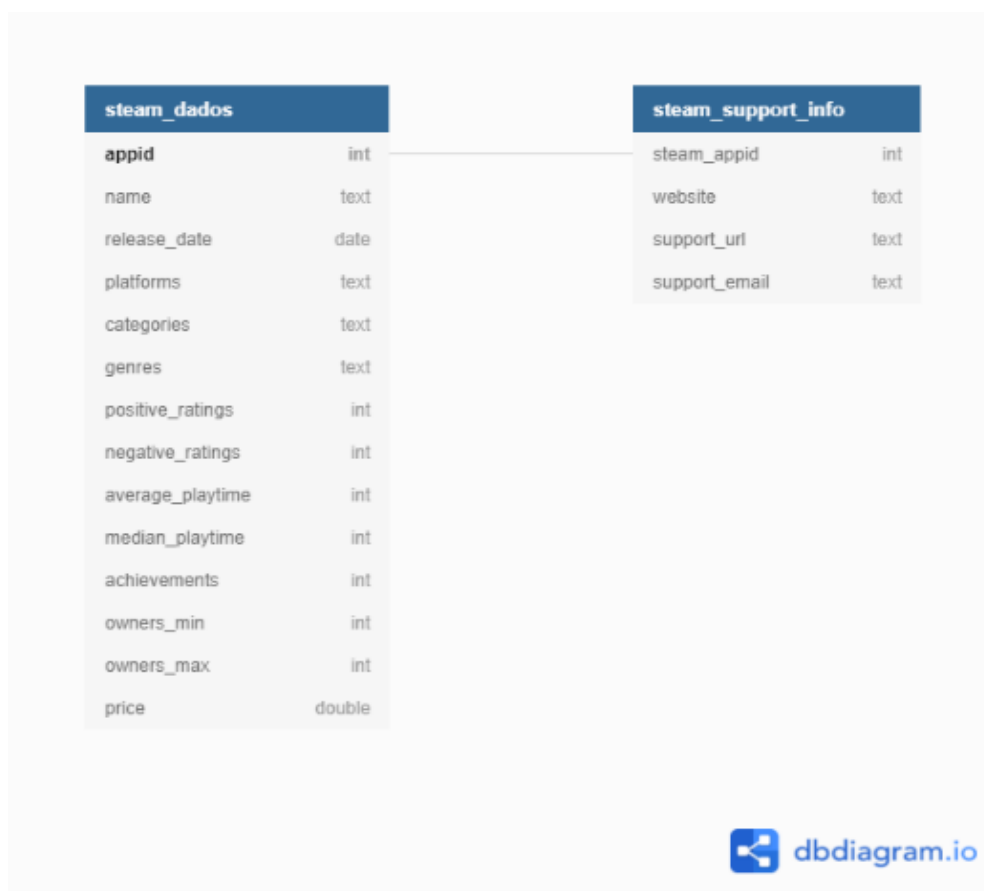 steam_dados
appid int
name text
release_date date
platforms text
categories text
genres text
positive_ratings int
negative_ratings int
average_playtime int
median_playtime int
achievements int
owners_min int
owners_max int
price double
steam_support_info
steam_appid int
website text
support_url text
support_email text
dbdiagram.io